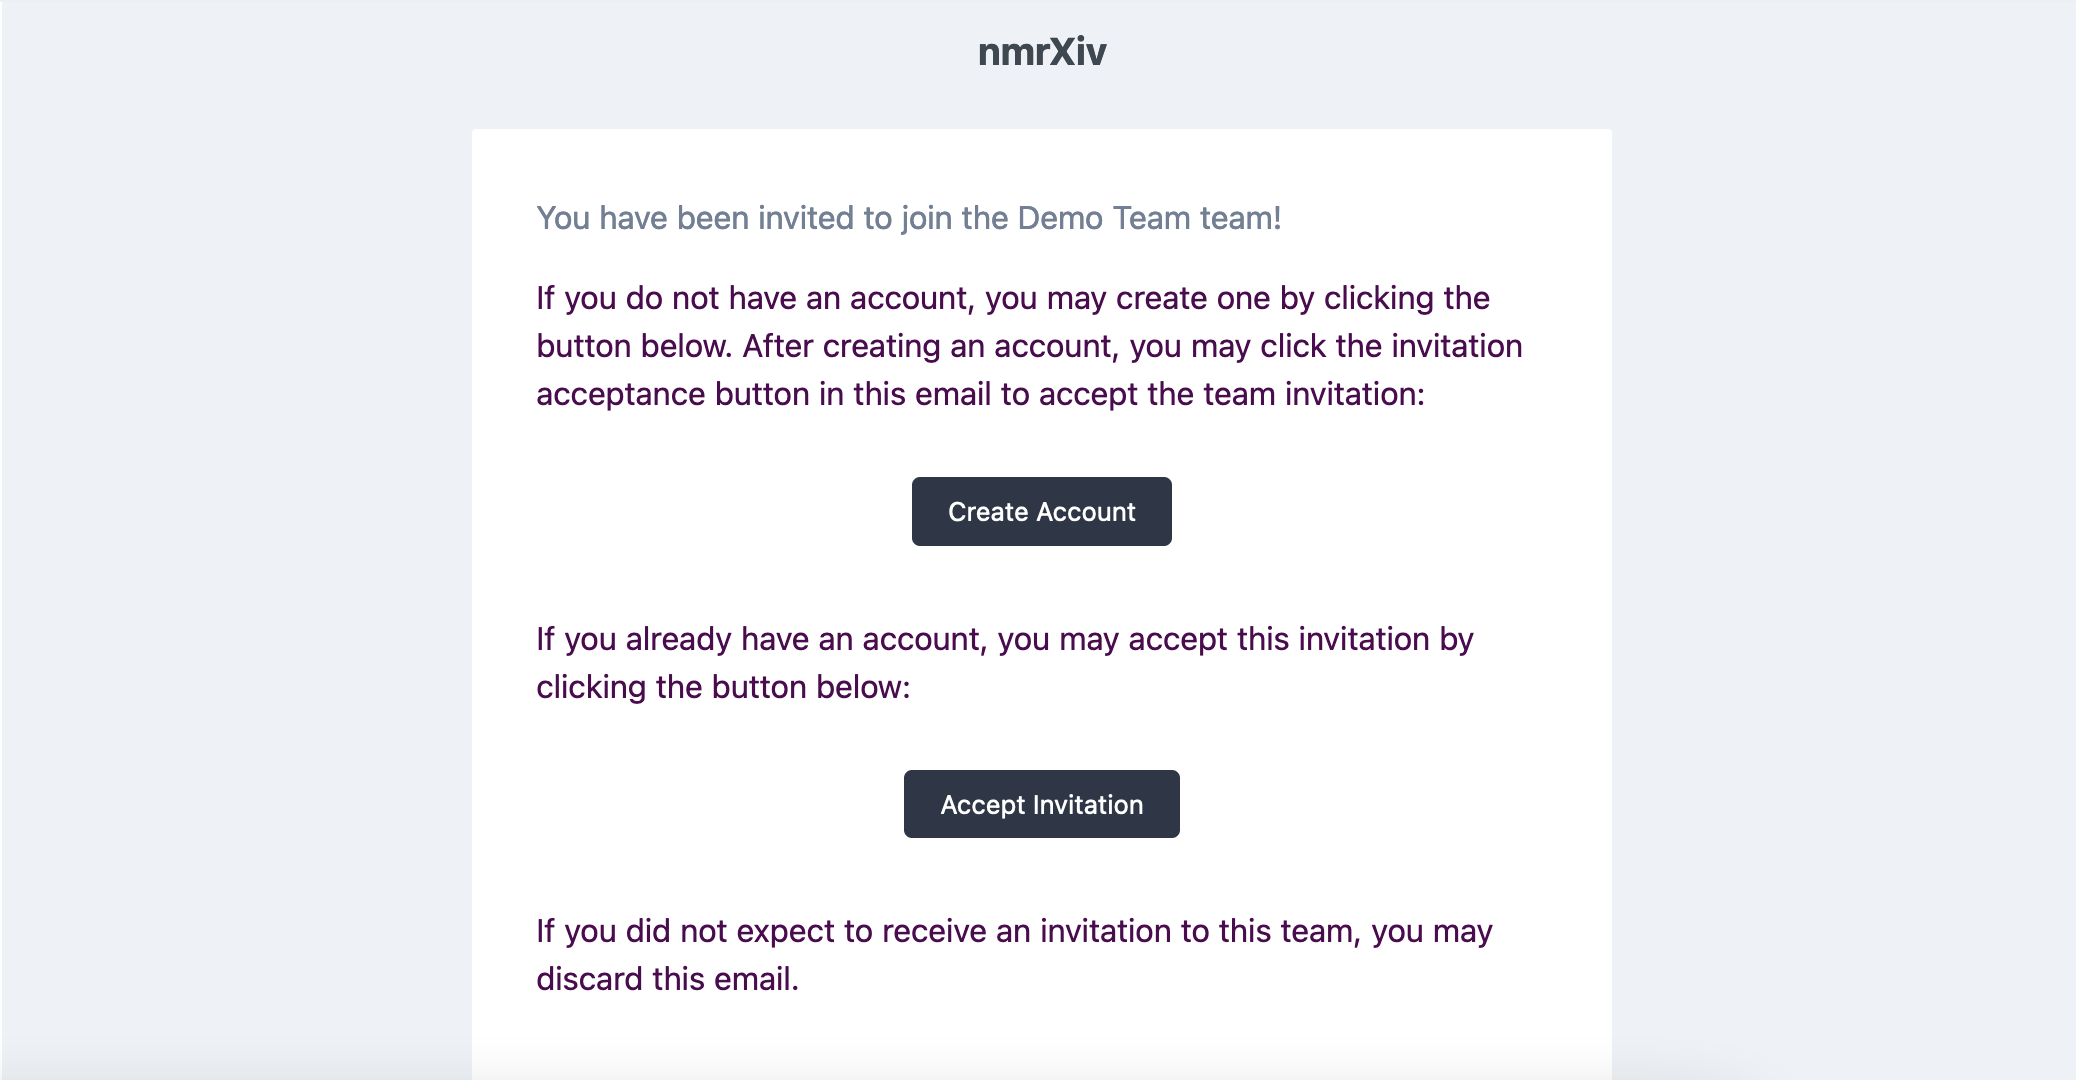 nmrXiv
You have been invited to join the Demo Team team!
If you do not have an account, you may create one by clicking the
button below. After creating an account, you may click the invitation
acceptance button in this email to accept the team invitation:
Create Account
If you already have an account, you may accept this invitation by
clicking the button below:
Accept Invitation
If you did not expect to receive an invitation to this team, you may
discard this email.